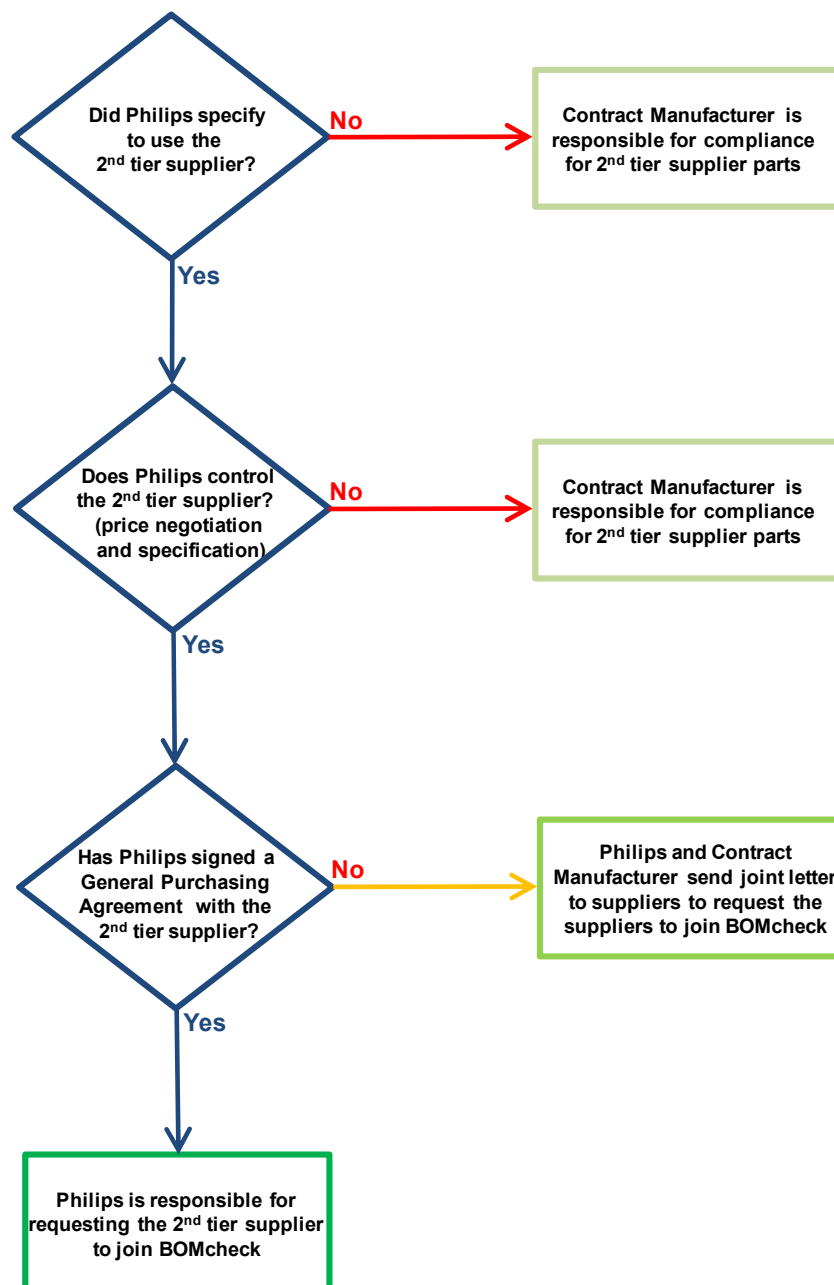 Did Philips specify
to use the
2nd tier supplier?
No
Contract Manufacturer is
responsible for compliance
for 2nd tier supplier parts
Yes
Does Philips control
the 2nd tier supplier?
(price negotiation
and specification)
No
Contract Manufacturer is
responsible for compliance
for 2nd tier supplier parts
Yes
Has Philips signed a
General Purchasing
Agreement with the
2nd tier supplier?
No
Philips and Contract
Manufacturer send joint letter
to suppliers to request the
suppliers to join BOMcheck
Yes
Philips is responsible for
requesting the 2nd tier supplier
to join BOMcheck